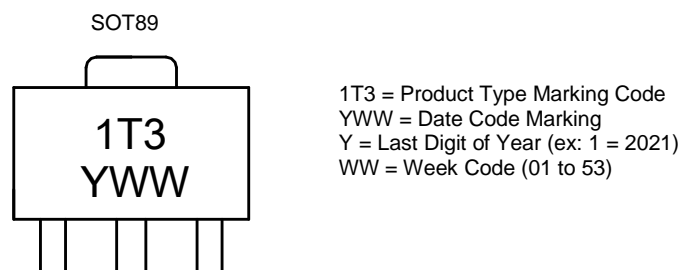 SOT89
1T3
YWW
1T3 = Product Type Marking Code
YWW = Date Code Marking
Y = Last Digit of Year (ex: 1 = 2021)
WW = Week Code (01 to 53)